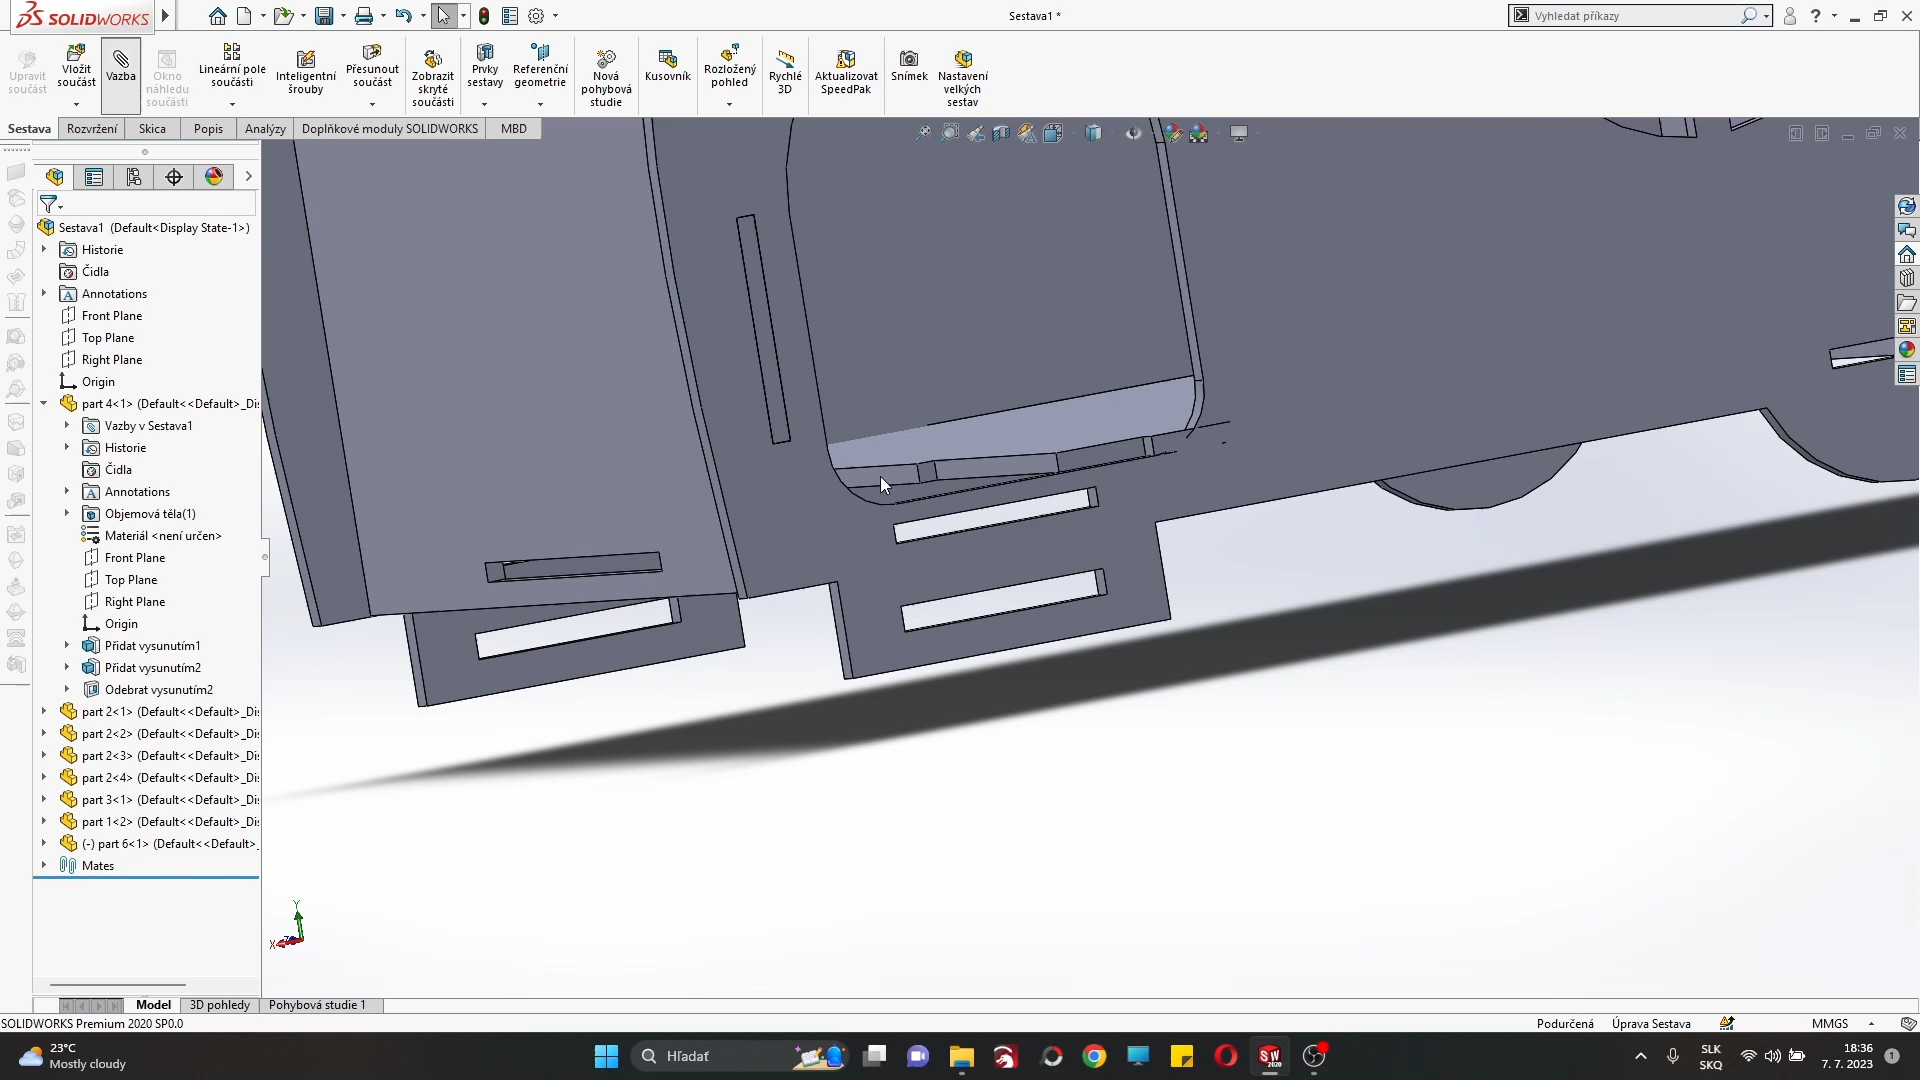 SOLIDWORKS
Sestava1 *
Vyhledat příkazy
Upravit součást
Vložit součást
Vazba
Okno náhledu součásti
Lineární pole součásti
Inteligentní šrouby
Přesunout součást
Zobrazit skryté součásti
Prvky sestavy
Referenční geometrie
Nová pohybová studie
Kusovník
Rozložený pohled
Rychlé 3D
Aktualizovat SpeedPak
Snímek
Nastavení velkých sestav
Sestava
Rozvržení
Skica
Popis
Analýzy
Doplňkové moduly SOLIDWORKS
MBD
Sestava1 (Default<Display State-1>)
Historie
Čidla
Annotations
Front Plane
Top Plane
Right Plane
Origin
part 4<1> (Default<<Default>_Di
Vazby v Sestava1
Historie
Čidla
Annotations
Objemová těla(1)
Materiál <není určen>
Front Plane
Top Plane
Right Plane
Origin
Přidat vysunutím1
Přidat vysunutím2
Odebrat vysunutím2
part 2<1> (Default<<Default>_Di
part 2<2> (Default<<Default>_Di
part 2<3> (Default<<Default>_Di
part 2<4> (Default<<Default>_Di
part 3<1> (Default<<Default>_Di
part 1<2> (Default<<Default>_Di
(-) part 6<1> (Default<<Default>_
Mates
Y
X
Z
Model
3D pohledy
Pohybová studie 1
SOLIDWORKS Premium 2020 SP0.0
Podurčená
Úprava Sestava
MMGS
23°C
Mostly cloudy
Hľadať
SW
2020
SLK
SKQ
18:36
7. 7. 2023
1